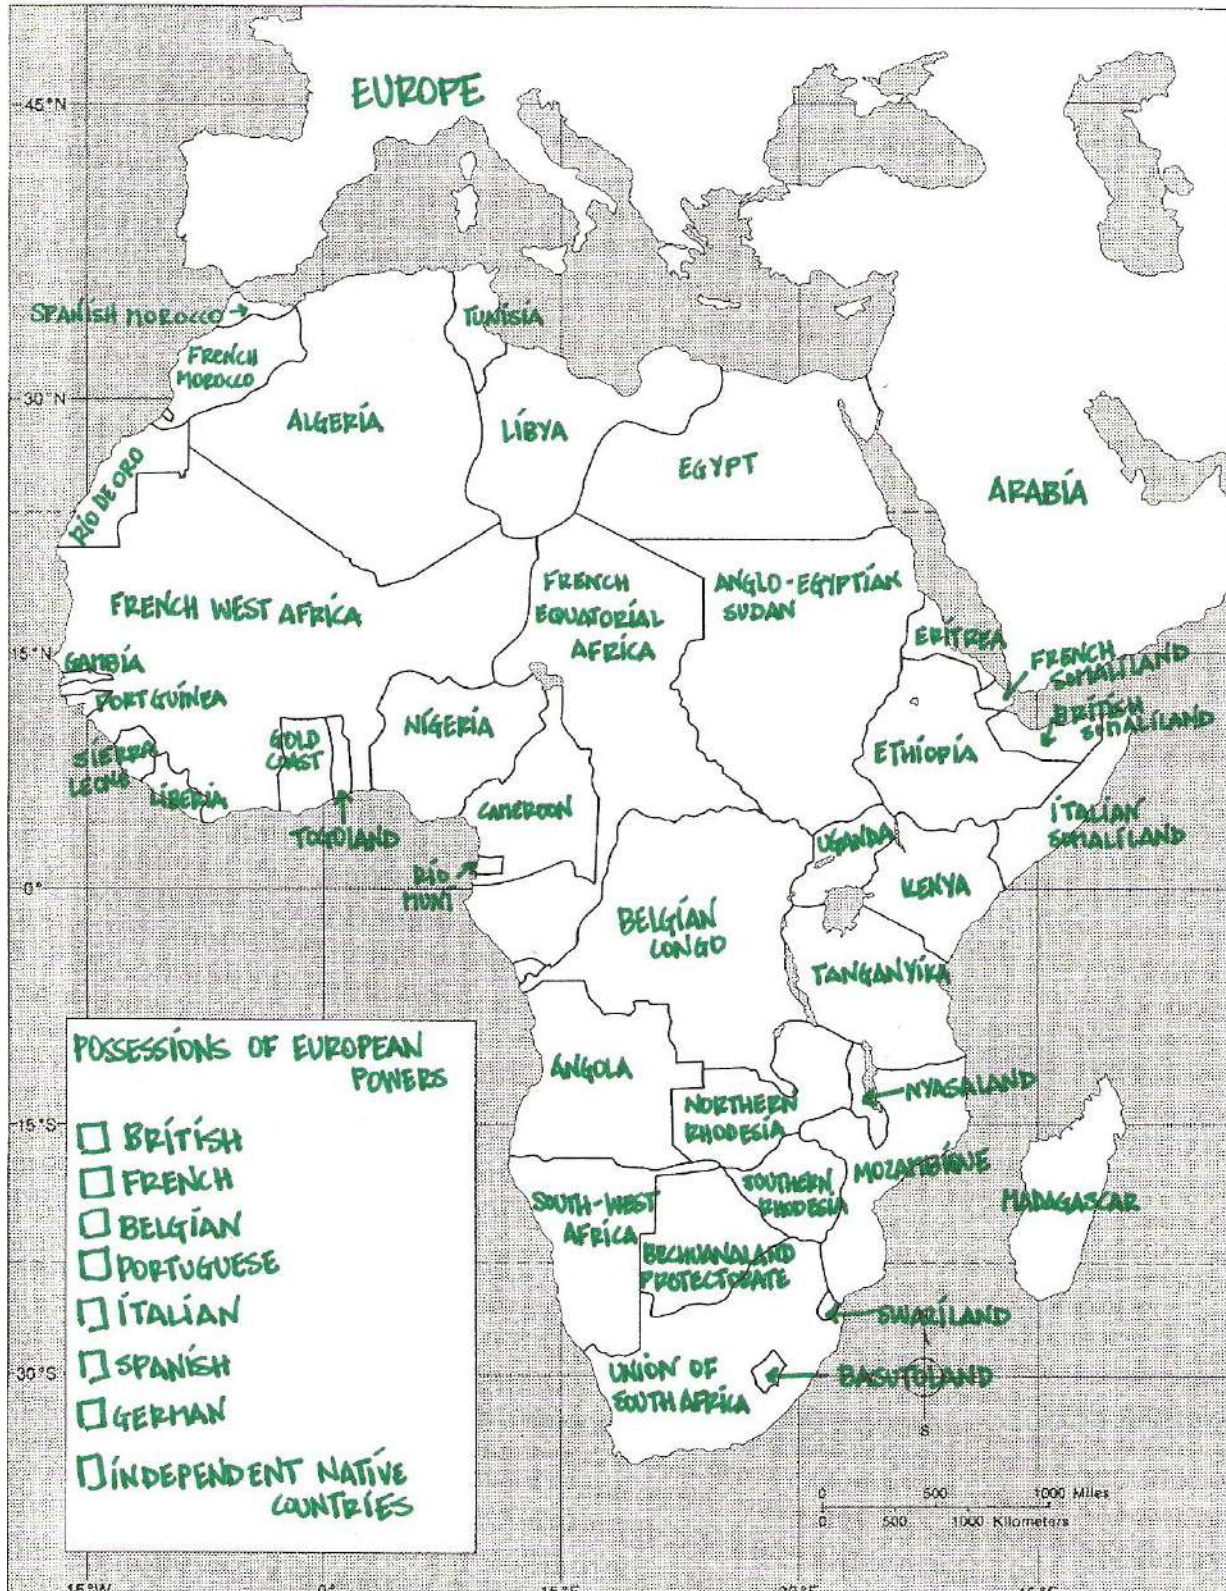 EUROPE
45°N
SPANISH MOROCCO
TUNISIA
FRENCH
MOROCCO
30°N
ALGERIA
LIBYA
EGYPT
ARABIA
RÍO DE ORO
FRENCH WEST AFRICA
FRENCH
EQUATORIAL
AFRICA
ANGLO-EGYPTIAN
SUDAN
ERITREA
15°N
FRENCH
SOMALILAND
GAMBIA
PORT GUINEA
NIGERIA
BRITISH
SOMALILAND
GOLD
COAST
SIERRA
LEONE
ETHIOPIA
LIBERIA
CAMEROON
ITALIAN
SOMALILAND
TOGOLAND
UGANDA
RÍO
MUNI
0°
KENYA
BELGIAN
CONGO
TANGANYIKA
POSSESSIONS OF EUROPEAN
POWERS
ANGOLA
NYASALAND
NORTHERN
RHODESIA
15°S
BRITISH
FRENCH
BELGIAN
PORTUGUESE
ITALIAN
SPANISH
GERMAN
INDEPENDENT NATIVE
COUNTRIES
MOZAMBIQUE
SOUTH-WEST
AFRICA
SOUTHERN
RHODESIA
MADAGASCAR
BECHUANALAND
PROTECTORATE
SWAZILAND
30°S
UNION OF
SOUTH AFRICA
BASUTOLAND
S
0 500 1000 Miles
0 500 1000 Kilometers
15°W 0° 15°E